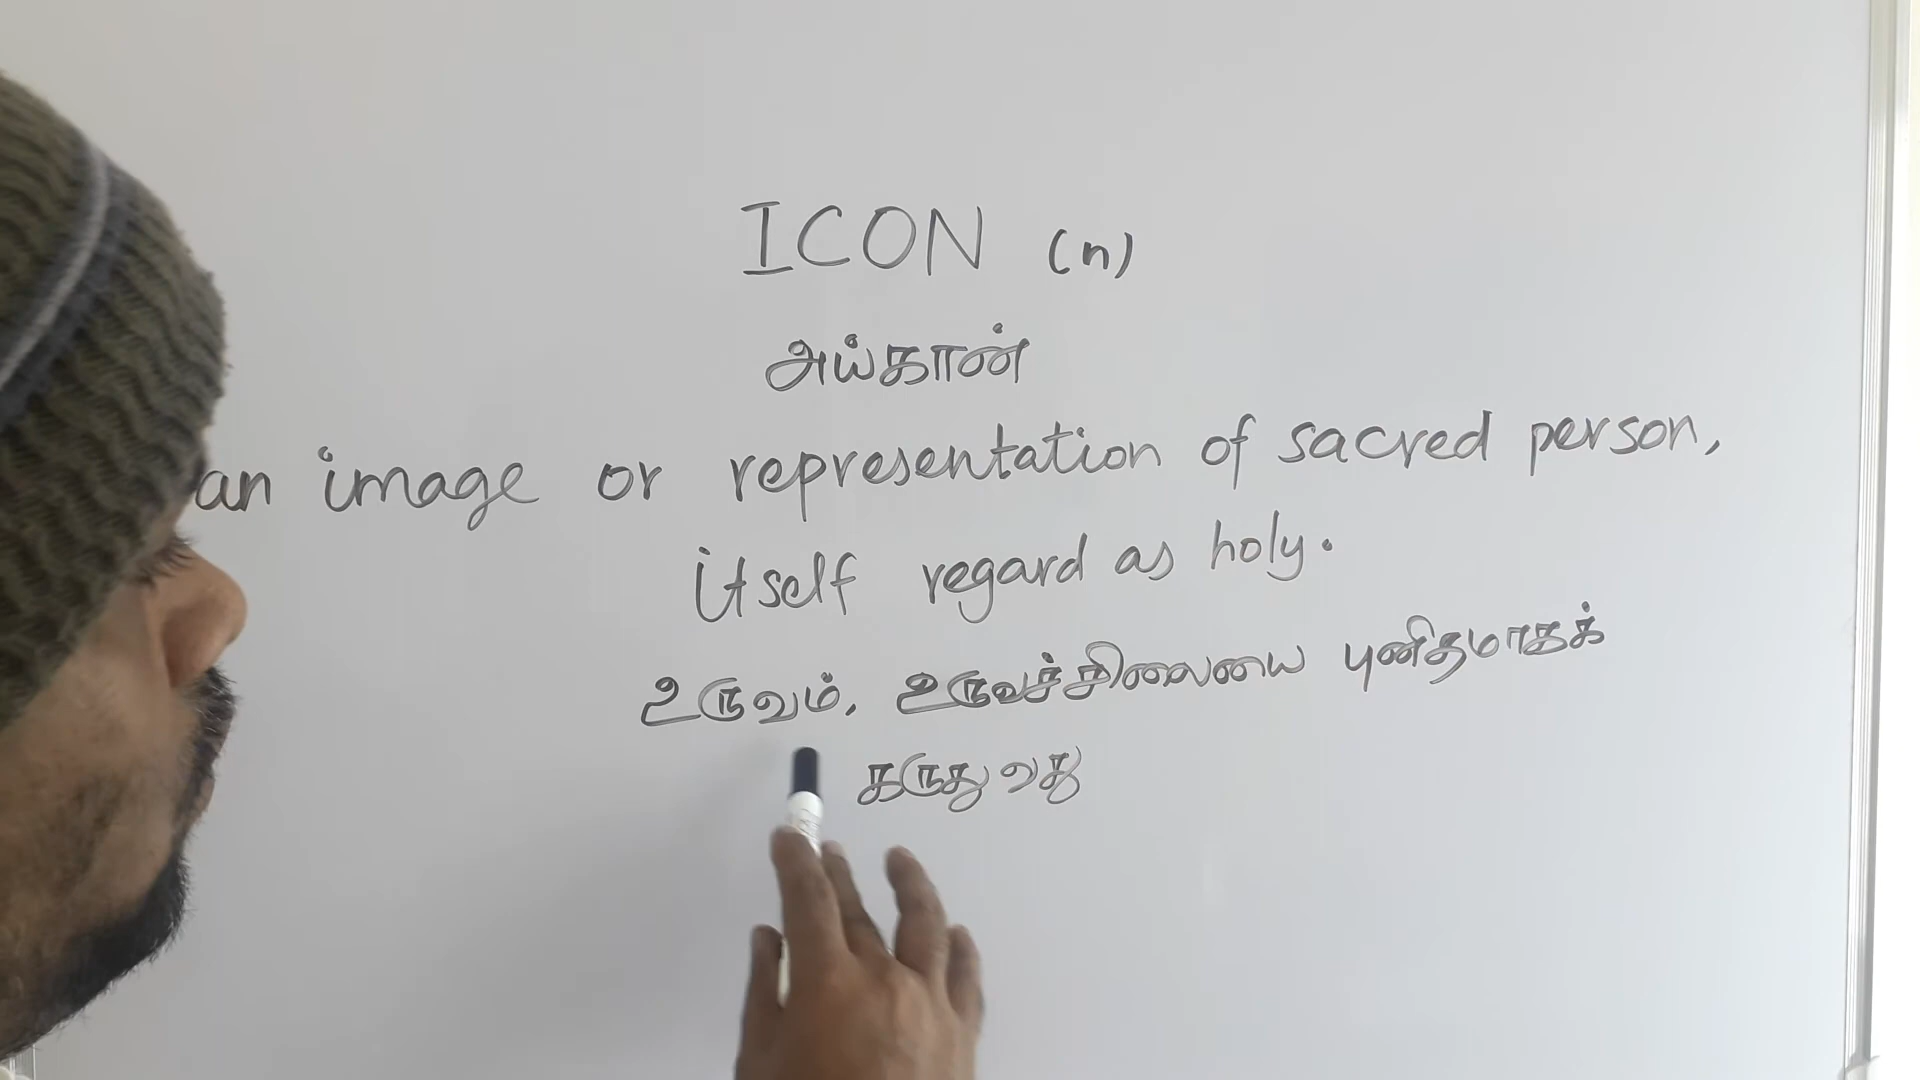 ICON (n)
அய்கான்
an image or representation of sacred person,
itself regard as holy.
உருவம், உருவச்சிலையை புனிதமாகக்
கருதுவது